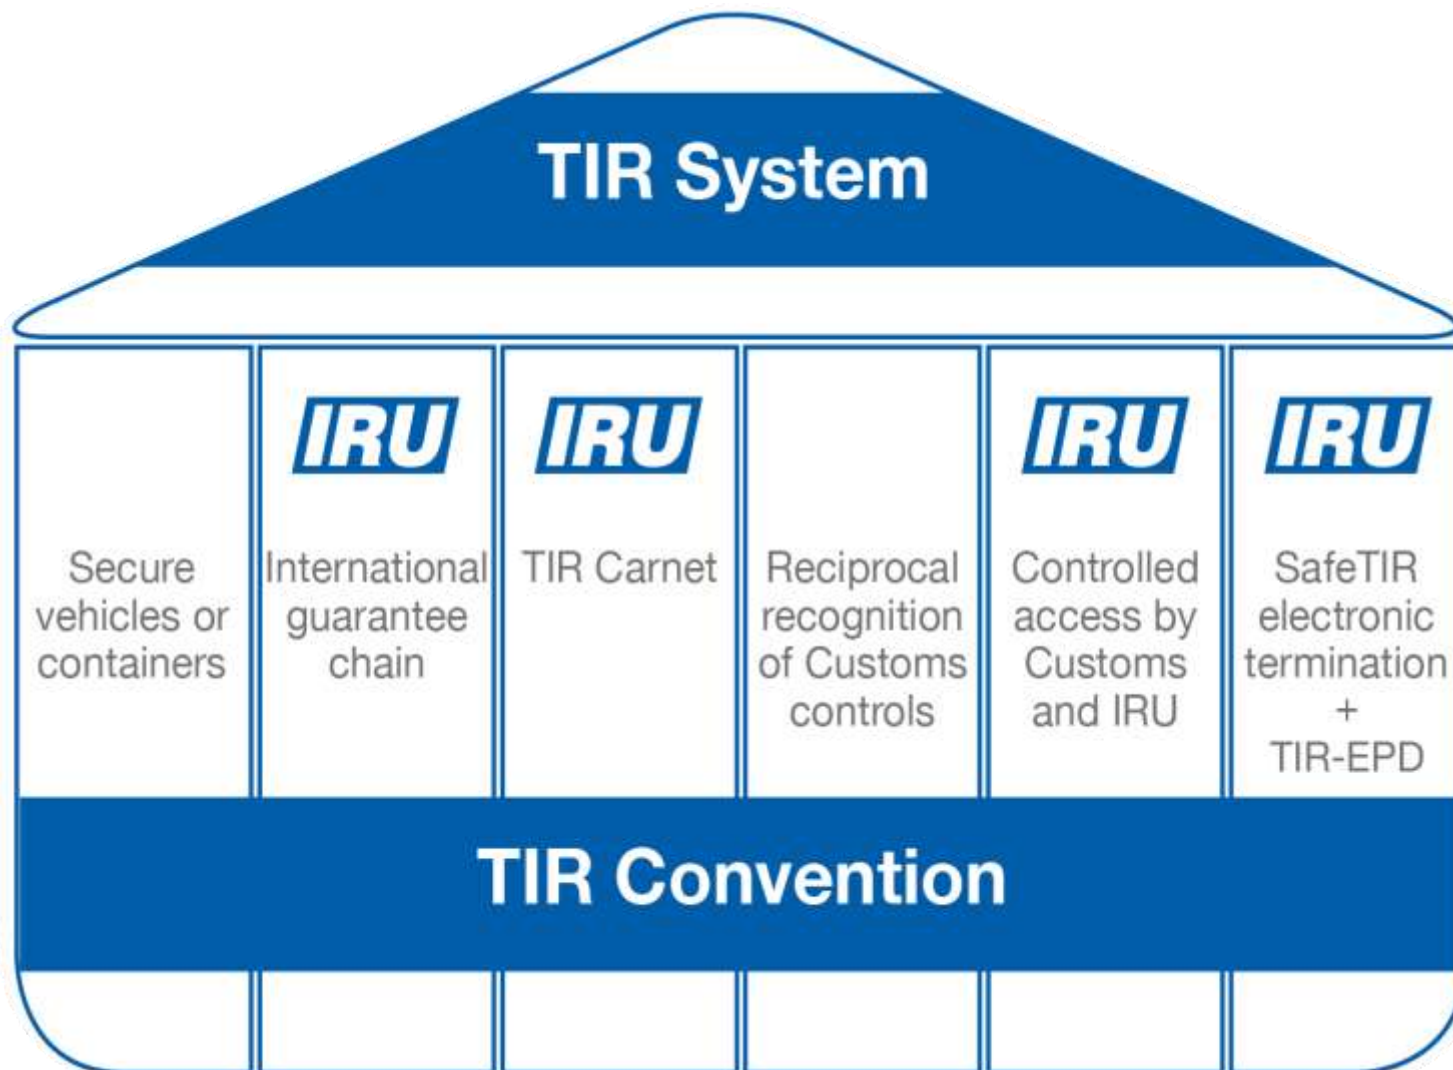 TIR System
Secure
vehicles or
containers
IRU
International
guarantee
chain
IRU
TIR Carnet
Reciprocal
recognition
of Customs
controls
IRU
Controlled
access by
Customs
and IRU
IRU
SafeTIR
electronic
termination
+
TIR-EPD
TIR Convention